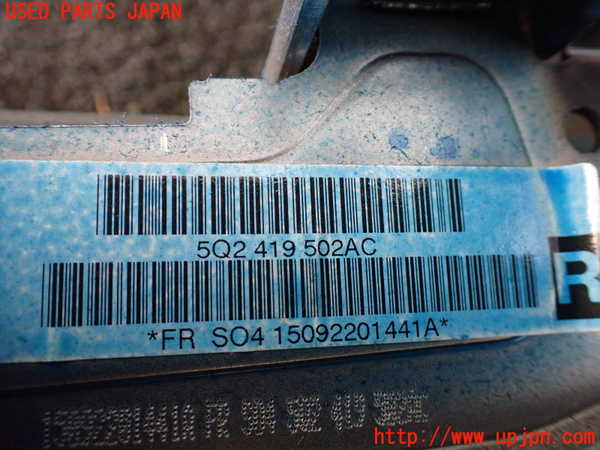 USED PARTS JAPAN
5Q2 419 502AC
R
*FR SO4 15092201441A*
http://www.upjpn.com/